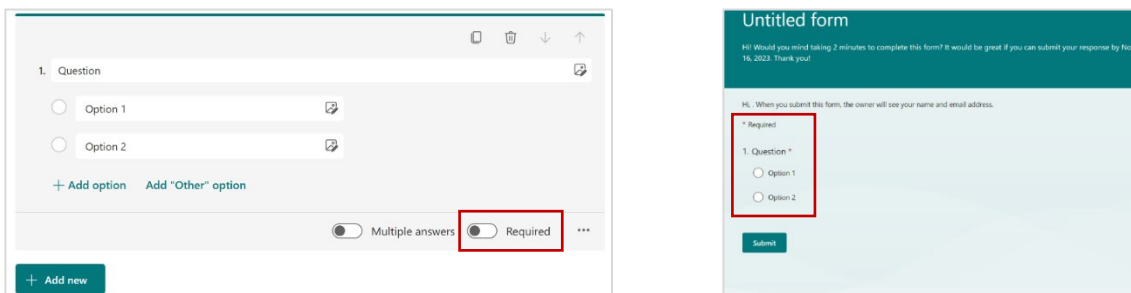 1. Question
Option 1
Option 2
+ Add option Add "Other" option
Multiple answers Required ...
+ Add new
Untitled form
Hi! Would you mind taking 2 minutes to complete this form? It would be great if you can submit your response by No
16, 2023. Thank you!
Hi, . When you submit this form, the owner will see your name and email address.
* Required
1. Question *
Option 1
Option 2
Submit